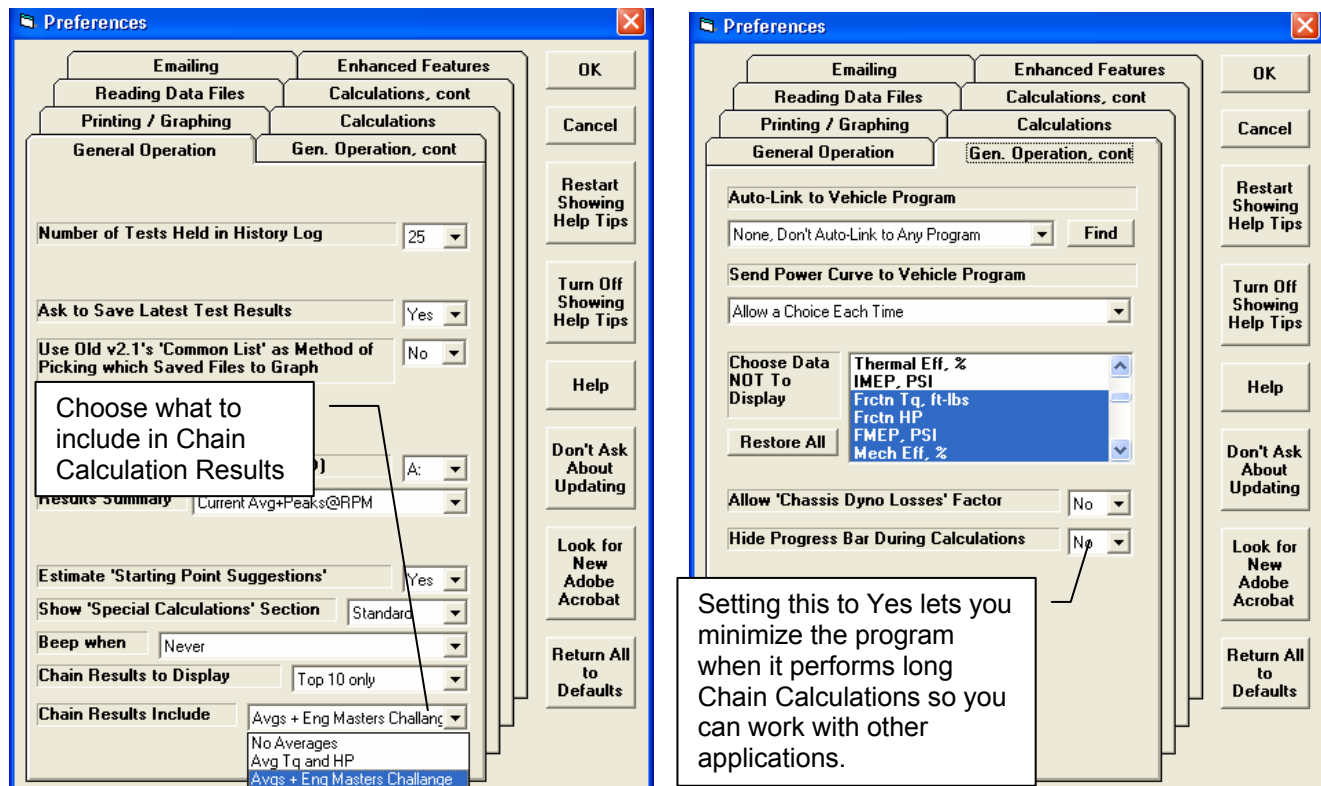 Preferences
Emailing
Enhanced Features
Reading Data Files
Calculations, cont
Printing / Graphing
Calculations
General Operation
Gen. Operation, cont
Number of Tests Held in History Log
25
Ask to Save Latest Test Results
Yes
Use Old v2.1's 'Common List' as Method of
Picking which Saved Files to Graph
No
Choose what to
include in Chain
Calculation Results
A:
Results Summary
Current Avg+Peaks@RPM
Estimate 'Starting Point Suggestions'
Yes
Show 'Special Calculations' Section
Standard
Beep when
Never
Chain Results to Display
Top 10 only
Chain Results Include
Avgs + Eng Masters Challang
No Averages
Avg Tq and HP
Avgs + Eng Masters Challange
OK
Cancel
Restart
Showing
Help Tips
Turn Off
Showing
Help Tips
Help
Don't Ask
About
Updating
Look for
New
Adobe
Acrobat
Return All
to
Defaults
Preferences
Emailing
Enhanced Features
Reading Data Files
Calculations, cont
Printing / Graphing
Calculations
General Operation
Gen. Operation, cont
Auto-Link to Vehicle Program
None, Don't Auto-Link to Any Program
Find
Send Power Curve to Vehicle Program
Allow a Choice Each Time
Choose Data
NOT To
Display
Restore All
Thermal Eff, %
IMEP, PSI
Frctn Tq, ft-lbs
Frctn HP
FMEP, PSI
Mech Eff, %
Allow 'Chassis Dyno Losses' Factor
No
Hide Progress Bar During Calculations
No
Setting this to Yes lets you
minimize the program
when it performs long
Chain Calculations so you
can work with other
applications.
OK
Cancel
Restart
Showing
Help Tips
Turn Off
Showing
Help Tips
Help
Don't Ask
About
Updating
Look for
New
Adobe
Acrobat
Return All
to
Defaults